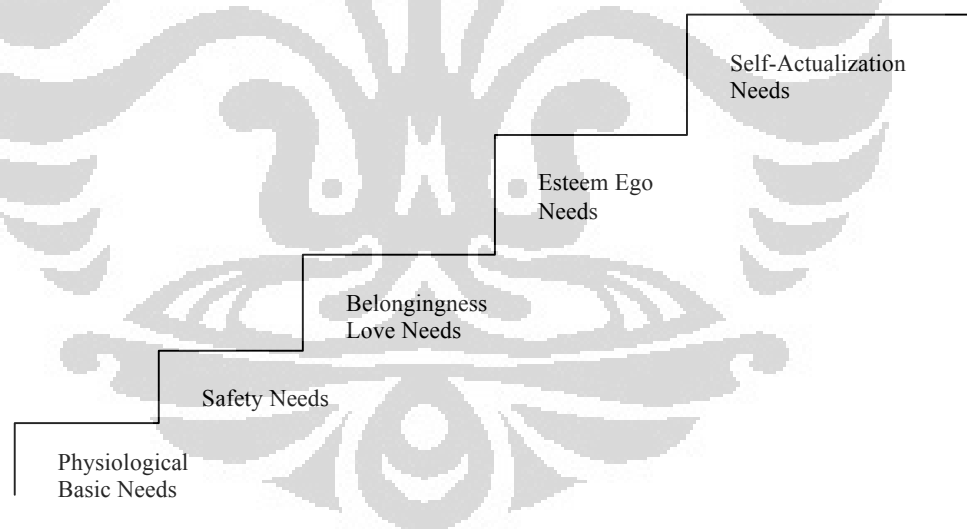 Self-Actualization
Needs
Esteem Ego
Needs
Belongingness
Love Needs
Safety Needs
Physiological
Basic Needs